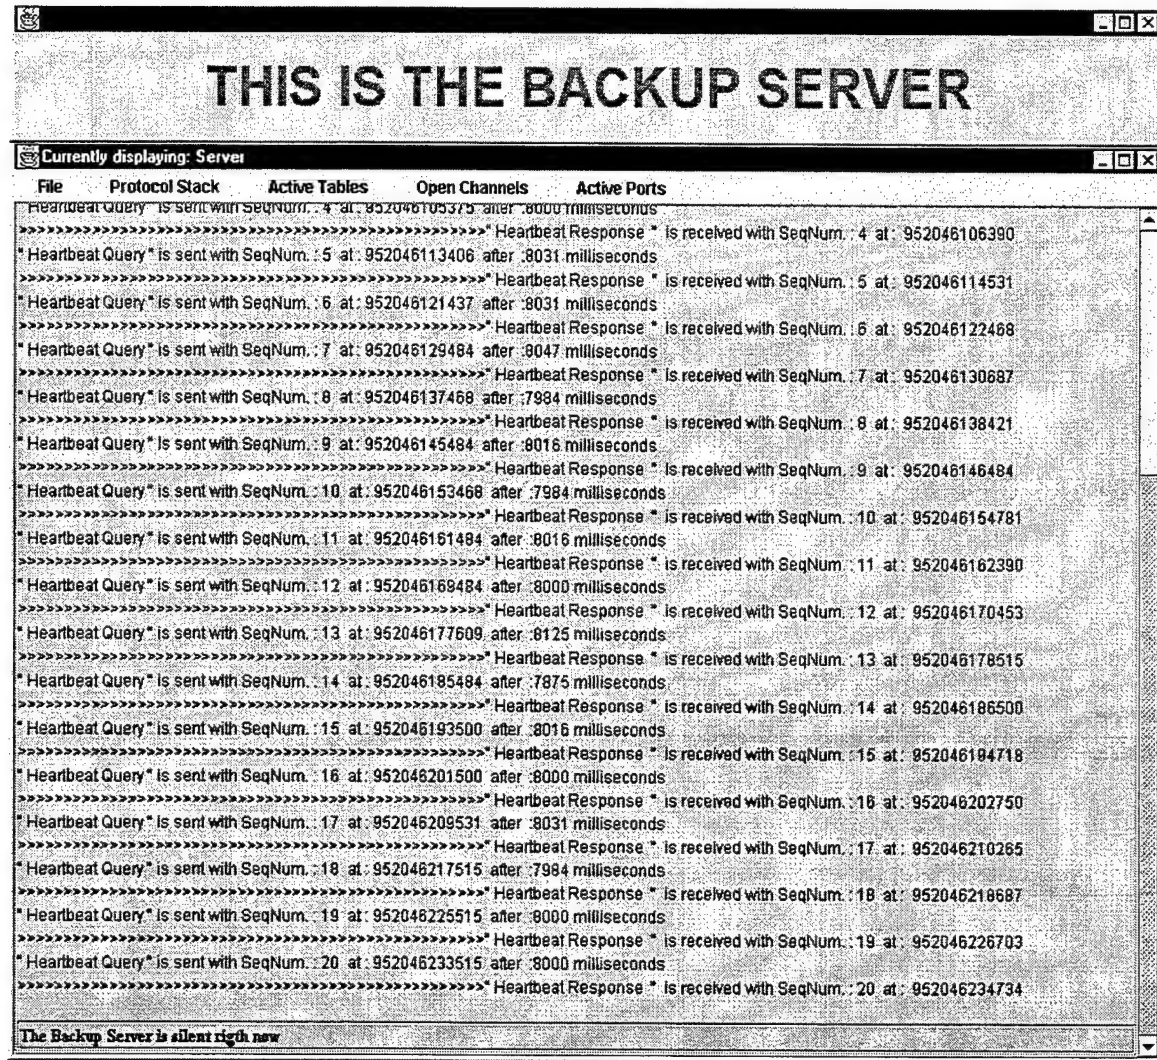 THIS IS THE BACKUP SERVER
Currently displaying: Server
File Protocol Stack Active Tables Open Channels Active Ports
" Heartbeat Query" is sent with SeqNum. : 4 at : 952046105375 after :8000 milliseconds
>>>>>>>>>>>>>>>>>>>>>>>>>>>>>>>>>>>>>>>>>>>>>>>>>>>" Heartbeat Response " is received with SeqNum. : 4 at : 952046106390
" Heartbeat Query" is sent with SeqNum. : 5 at : 952046113406 after :8031 milliseconds
>>>>>>>>>>>>>>>>>>>>>>>>>>>>>>>>>>>>>>>>>>>>>>>>>>>" Heartbeat Response " is received with SeqNum. : 5 at : 952046114531
" Heartbeat Query" is sent with SeqNum. : 6 at : 952046121437 after :8031 milliseconds
>>>>>>>>>>>>>>>>>>>>>>>>>>>>>>>>>>>>>>>>>>>>>>>>>>>" Heartbeat Response " is received with SeqNum. : 6 at : 952046122468
" Heartbeat Query" is sent with SeqNum. : 7 at : 952046129484 after :8047 milliseconds
>>>>>>>>>>>>>>>>>>>>>>>>>>>>>>>>>>>>>>>>>>>>>>>>>>>" Heartbeat Response " is received with SeqNum. : 7 at : 952046130687
" Heartbeat Query" is sent with SeqNum. : 8 at : 952046137468 after :7984 milliseconds
>>>>>>>>>>>>>>>>>>>>>>>>>>>>>>>>>>>>>>>>>>>>>>>>>>>" Heartbeat Response " is received with SeqNum. : 8 at : 952046138421
" Heartbeat Query" is sent with SeqNum. : 9 at : 952046145484 after :8016 milliseconds
>>>>>>>>>>>>>>>>>>>>>>>>>>>>>>>>>>>>>>>>>>>>>>>>>>>" Heartbeat Response " is received with SeqNum. : 9 at : 952046146484
" Heartbeat Query" is sent with SeqNum. : 10 at : 952046153468 after :7984 milliseconds
>>>>>>>>>>>>>>>>>>>>>>>>>>>>>>>>>>>>>>>>>>>>>>>>>>>" Heartbeat Response " is received with SeqNum. : 10 at : 952046154781
" Heartbeat Query" is sent with SeqNum. : 11 at : 952046161484 after :8016 milliseconds
>>>>>>>>>>>>>>>>>>>>>>>>>>>>>>>>>>>>>>>>>>>>>>>>>>>" Heartbeat Response " is received with SeqNum. : 11 at : 952046162390
" Heartbeat Query" is sent with SeqNum. : 12 at : 952046169484 after :8000 milliseconds
>>>>>>>>>>>>>>>>>>>>>>>>>>>>>>>>>>>>>>>>>>>>>>>>>>>" Heartbeat Response " is received with SeqNum. : 12 at : 952046170453
" Heartbeat Query" is sent with SeqNum. : 13 at : 952046177609 after :8125 milliseconds
>>>>>>>>>>>>>>>>>>>>>>>>>>>>>>>>>>>>>>>>>>>>>>>>>>>" Heartbeat Response " is received with SeqNum. : 13 at : 952046178515
" Heartbeat Query" is sent with SeqNum. : 14 at : 952046185484 after :7875 milliseconds
>>>>>>>>>>>>>>>>>>>>>>>>>>>>>>>>>>>>>>>>>>>>>>>>>>>" Heartbeat Response " is received with SeqNum. : 14 at : 952046186500
" Heartbeat Query" is sent with SeqNum. : 15 at : 952046193500 after :8016 milliseconds
>>>>>>>>>>>>>>>>>>>>>>>>>>>>>>>>>>>>>>>>>>>>>>>>>>>" Heartbeat Response " is received with SeqNum. : 15 at : 952046194718
" Heartbeat Query" is sent with SeqNum. : 16 at : 952046201500 after :8000 milliseconds
>>>>>>>>>>>>>>>>>>>>>>>>>>>>>>>>>>>>>>>>>>>>>>>>>>>" Heartbeat Response " is received with SeqNum. : 16 at : 952046202750
" Heartbeat Query" is sent with SeqNum. : 17 at : 952046209531 after :8031 milliseconds
>>>>>>>>>>>>>>>>>>>>>>>>>>>>>>>>>>>>>>>>>>>>>>>>>>>" Heartbeat Response " is received with SeqNum. : 17 at : 952046210265
" Heartbeat Query" is sent with SeqNum. : 18 at : 952046217515 after :7984 milliseconds
>>>>>>>>>>>>>>>>>>>>>>>>>>>>>>>>>>>>>>>>>>>>>>>>>>>" Heartbeat Response " is received with SeqNum. : 18 at : 952046218687
" Heartbeat Query" is sent with SeqNum. : 19 at : 952046225515 after :8000 milliseconds
>>>>>>>>>>>>>>>>>>>>>>>>>>>>>>>>>>>>>>>>>>>>>>>>>>>" Heartbeat Response " is received with SeqNum. : 19 at : 952046226703
" Heartbeat Query" is sent with SeqNum. : 20 at : 952046233515 after :8000 milliseconds
>>>>>>>>>>>>>>>>>>>>>>>>>>>>>>>>>>>>>>>>>>>>>>>>>>>" Heartbeat Response " is received with SeqNum. : 20 at : 952046234734
The Backup Server is silent rigth now